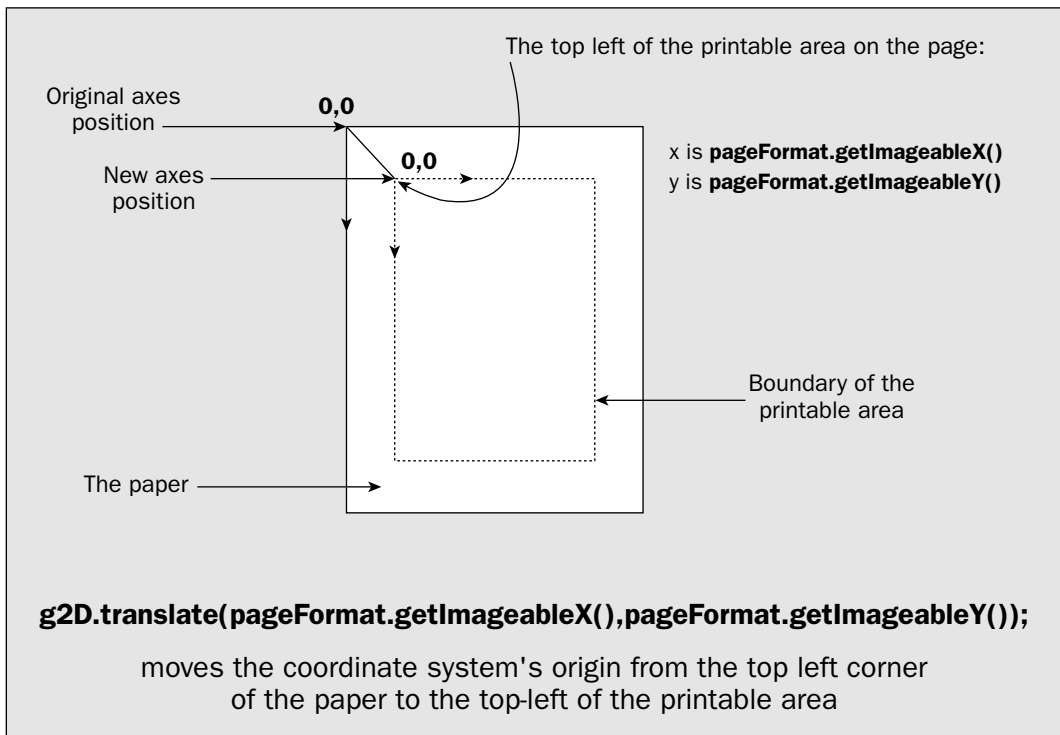 The top left of the printable area on the page:
Original axes
position
0,0
New axes
position
0,0
x is pageFormat.getImageableX()
y is pageFormat.getImageableY()
Boundary of the
printable area
The paper
g2D.translate(pageFormat.getImageableX(),pageFormat.getImageableY());
moves the coordinate system's origin from the top left corner
of the paper to the top-left of the printable area